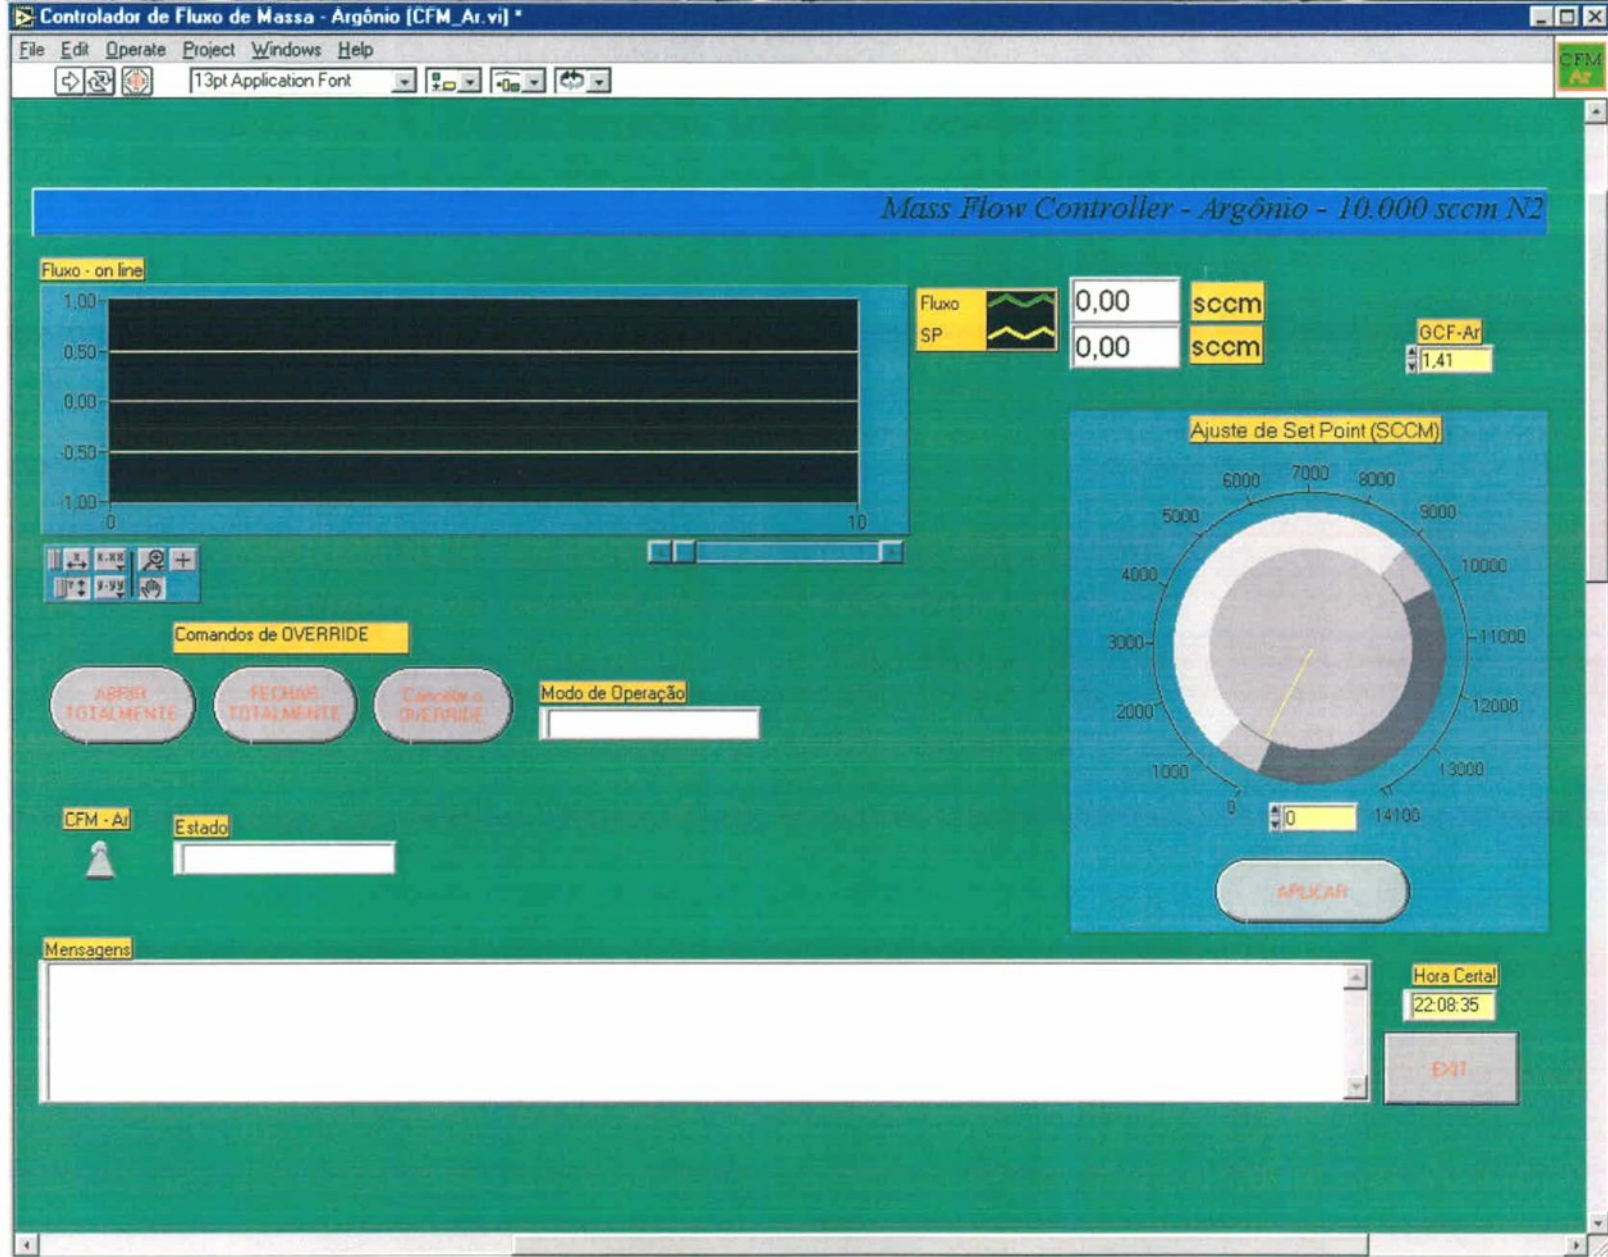 Controlador de Fluxo de Massa - Argônio [CFM_Ar.vi] *
File Edit Operate Project Windows Help
13pt Application Font
CFM
Ar
Mass Flow Controller - Argônio - 10.000 sccm N2
Fluxo - on line
1,00
0,50
0,00
-0,50
-1,00
0
10
Fluxo
SP
0,00
sccm
0,00
sccm
GCF-Ar
1,41
x
x.xx
y
y.yy
Ajuste de Set Point (SCCM)
0
1000
2000
3000
4000
5000
6000
7000
8000
9000
10000
11000
12000
13000
14100
0
APLICAR
Comandos de OVERRIDE
ABRIR
TOTALMENTE
FECHAR
TOTALMENTE
Cancelar o
OVERRIDE
Modo de Operação
CFM - Ar
Estado
Mensagens
Hora Certa!
22:08:35
EXIT